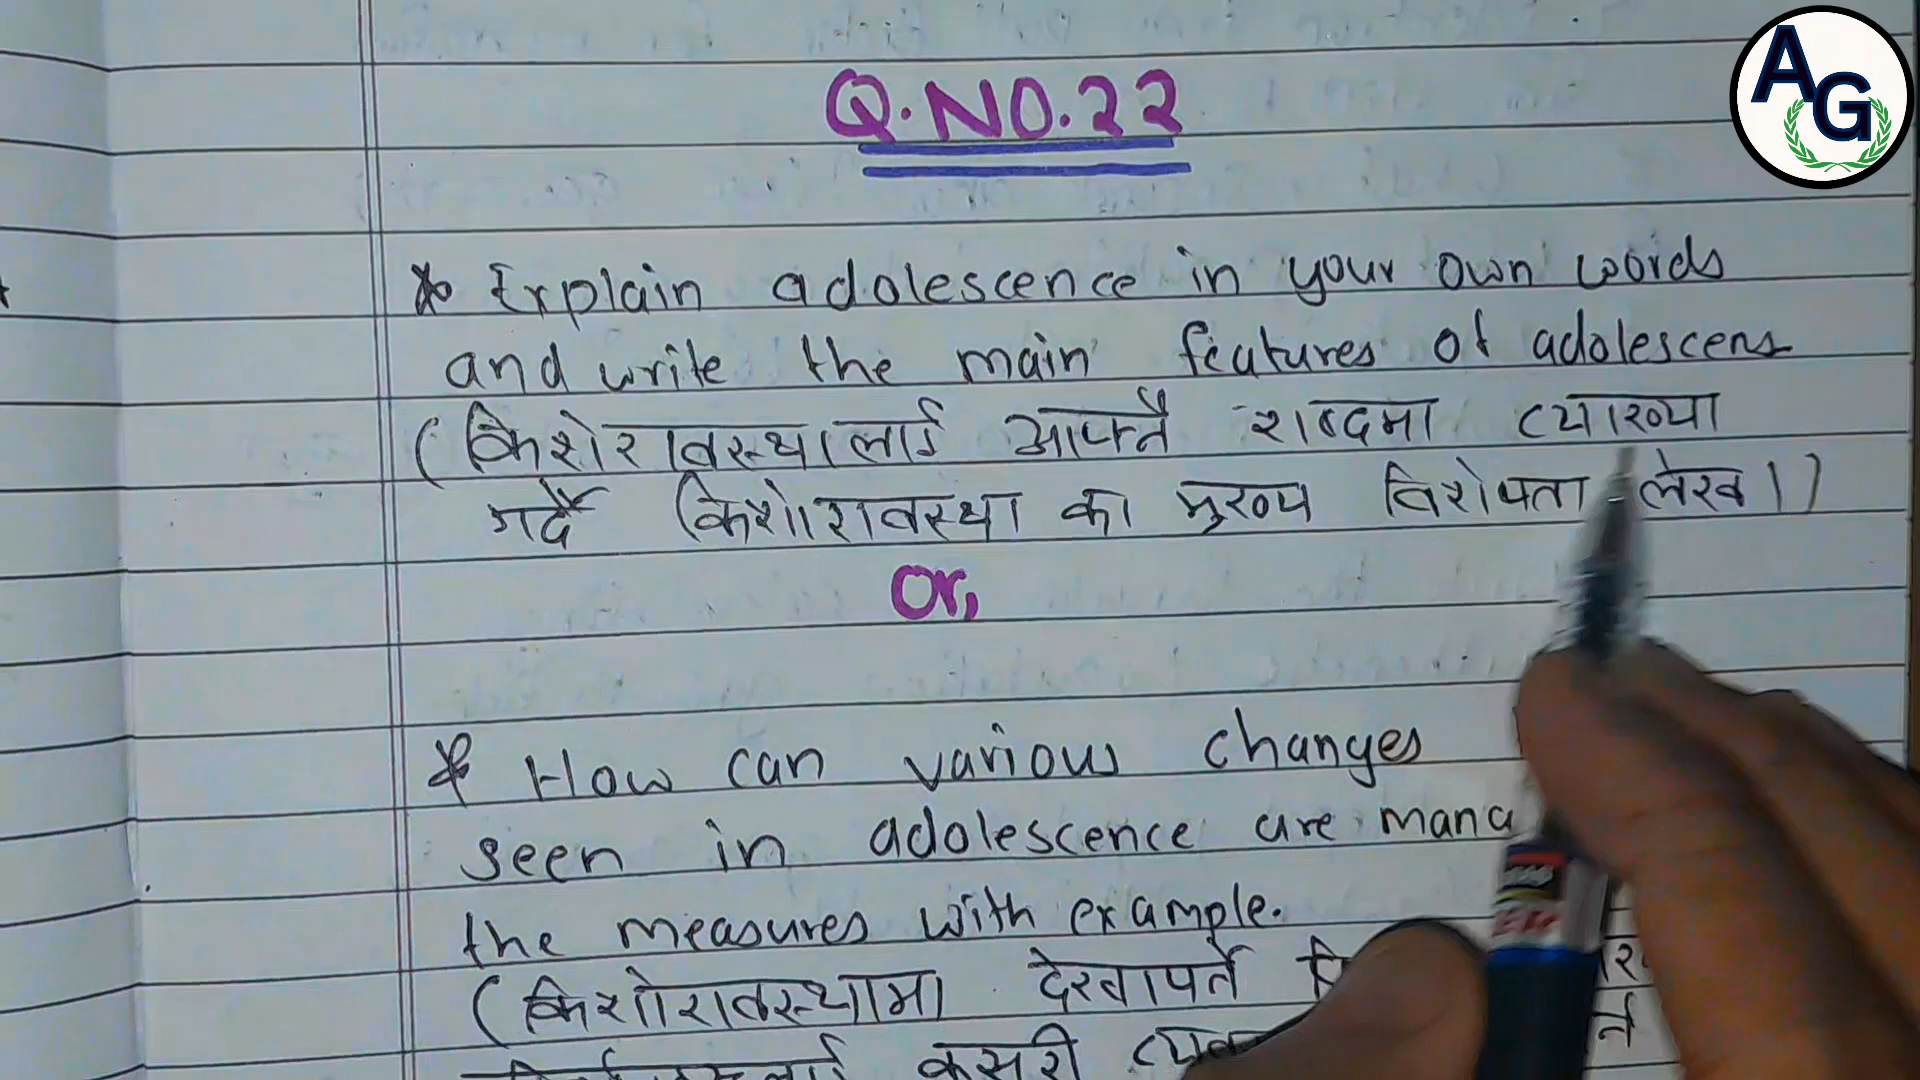 AG
Q.NO.22
* Explain adolescence in your own words
and write the main features of adolescens
(किशेरावस्थालाई आफ्नै शब्दमा व्याख्या
गर्दै किशोरावस्था का मुख्य विशेषता लेख।)
Or,
* How can various changes
seen in adolescence are mana
the measures with example.
(किशोरावस्थामा देखापर्ने
कसरी